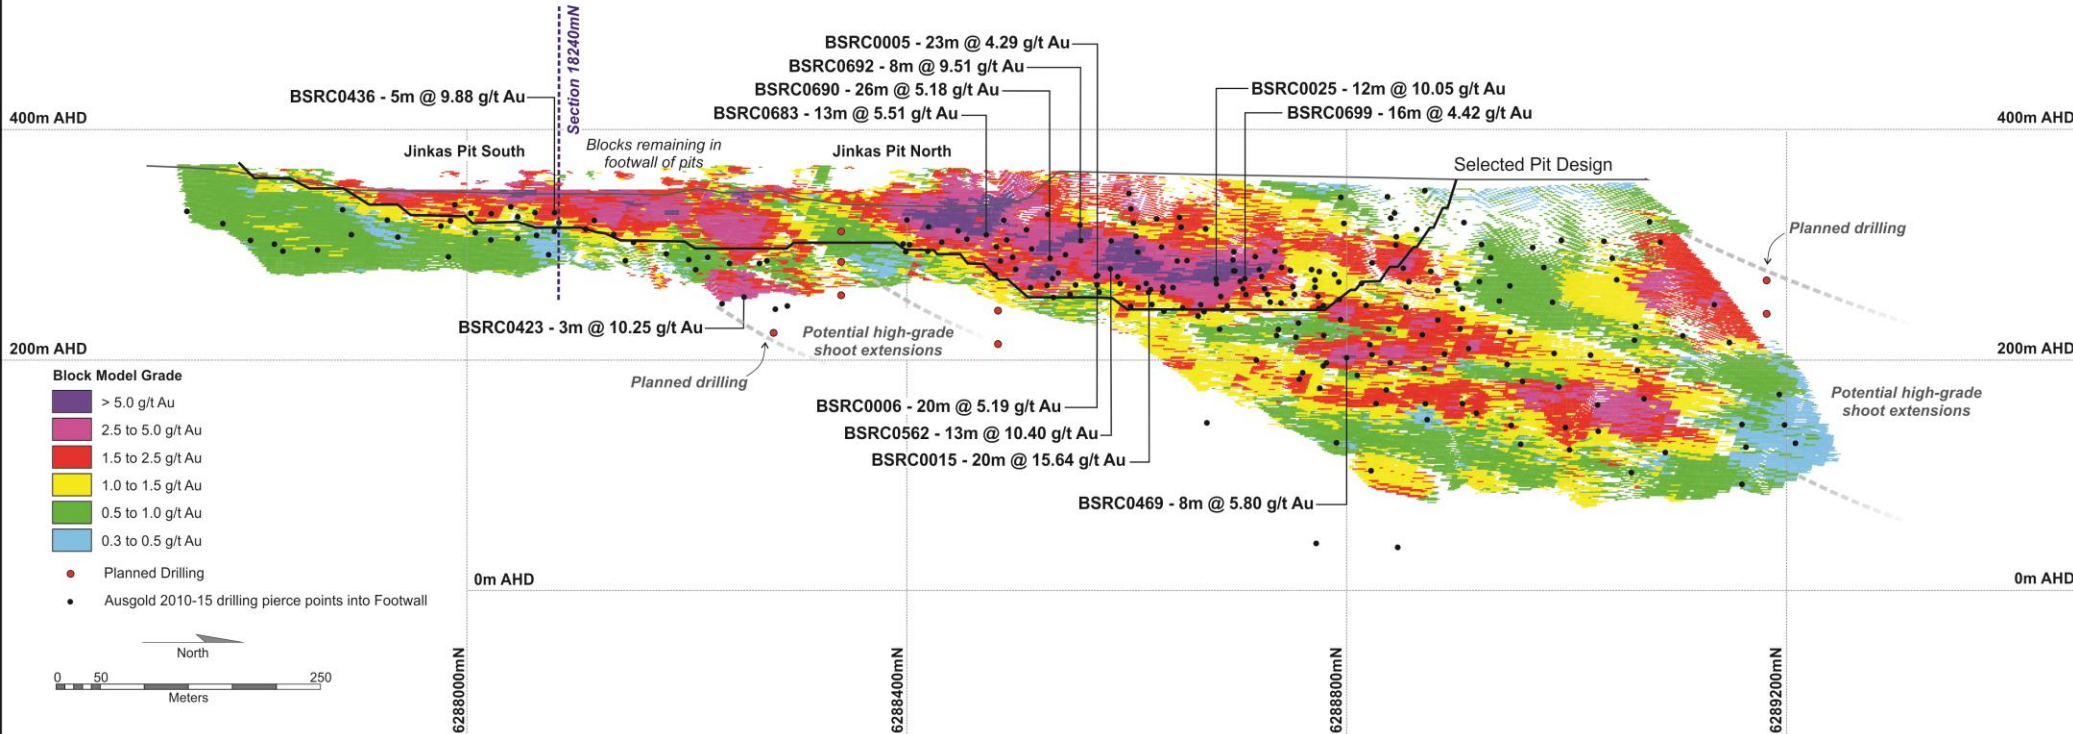 Section 18240mN
BSRC0005 - 23m @ 4.29 g/t Au
BSRC0692 - 8m @ 9.51 g/t Au
BSRC0436 - 5m @ 9.88 g/t Au
BSRC0690 - 26m @ 5.18 g/t Au
BSRC0025 - 12m @ 10.05 g/t Au
BSRC0683 - 13m @ 5.51 g/t Au
BSRC0699 - 16m @ 4.42 g/t Au
400m AHD
400m AHD
Jinkas Pit South
Blocks remaining in
footwall of pits
Jinkas Pit North
Selected Pit Design
Planned drilling
BSRC0423 - 3m @ 10.25 g/t Au
Potential high-grade
shoot extensions
200m AHD
200m AHD
Planned drilling
Potential high-grade
shoot extensions
BSRC0006 - 20m @ 5.19 g/t Au
BSRC0562 - 13m @ 10.40 g/t Au
BSRC0015 - 20m @ 15.64 g/t Au
BSRC0469 - 8m @ 5.80 g/t Au
Block Model Grade
> 5.0 g/t Au
2.5 to 5.0 g/t Au
1.5 to 2.5 g/t Au
1.0 to 1.5 g/t Au
0.5 to 1.0 g/t Au
0.3 to 0.5 g/t Au
Planned Drilling
Ausgold 2010-15 drilling pierce points into Footwall
0m AHD
0m AHD
North
0 50 250
Meters
6288000mN
6288400mN
6288800mN
6289200mN